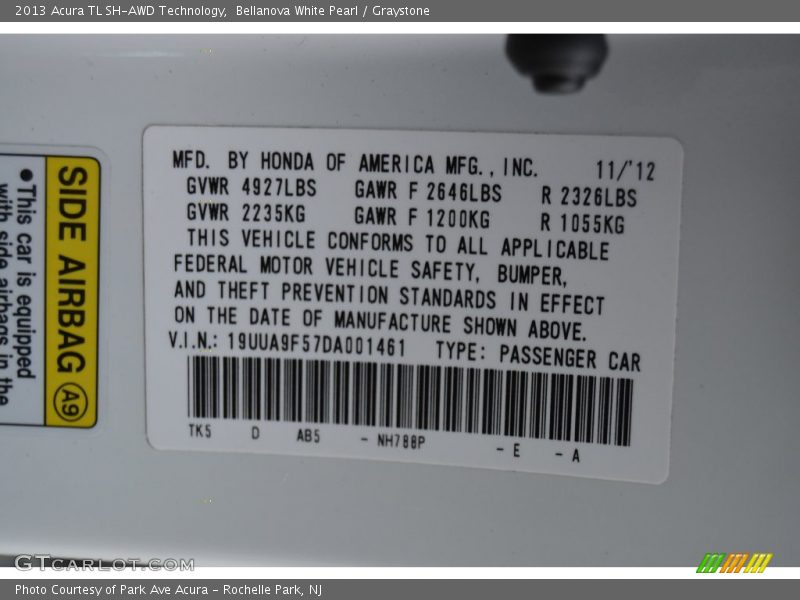 2013 Acura TL SH-AWD Technology,  Bellanova White Pearl / Graystone
MFD. BY HONDA OF AMERICA MFG., INC. 11/'12
GVWR 4927LBS GAWR F 2646LBS R 2326LBS
GVWR 2235KG GAWR F 1200KG R 1055KG
THIS VEHICLE CONFORMS TO ALL APPLICABLE
FEDERAL MOTOR VEHICLE SAFETY, BUMPER,
AND THEFT PREVENTION STANDARDS IN EFFECT
ON THE DATE OF MANUFACTURE SHOWN ABOVE.
V.I.N.: 19UUA9F57DA001461 TYPE: PASSENGER CAR
TK5 D AB5 - NH788P - E - A
SIDE AIRBAG A9
●This car is equipped
with side airbags in the
GTCARLOT.COM
Photo Courtesy of Park Ave Acura - Rochelle Park, NJ